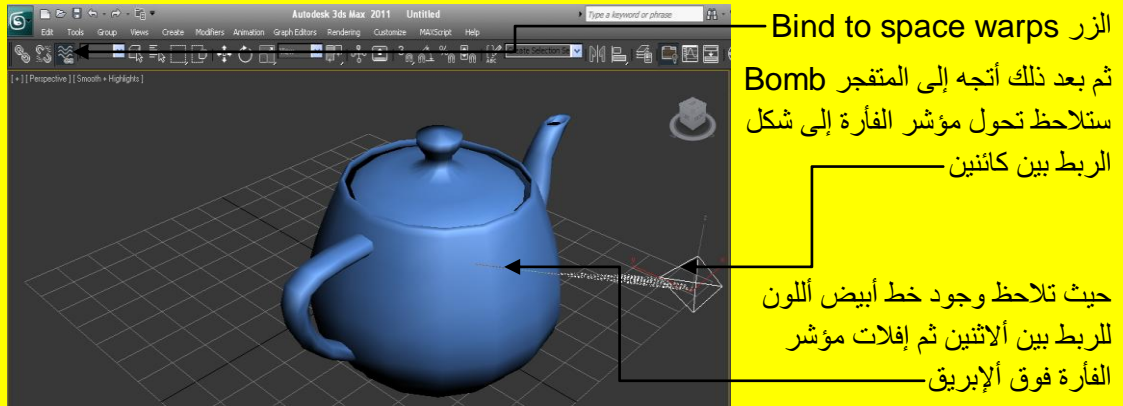 Autodesk 3ds Max 2011 Untitled
Type a keyword or phrase
Edit Tools Group Views Create Modifiers Animation Graph Editors Rendering Customize MAXScript Help
[ + ] [ Perspective ] [ Smooth + Highlights ]
الزر Bind to space warps
ثم بعد ذلك أتجه إلى المتفجر Bomb
ستلاحظ تحول مؤشر الفأرة إلى شكل
الربط بين كائنين
حيث تلاحظ وجود خط أبيض أللون
للربط بين ألاثنين ثم إفلات مؤشر
الفأرة فوق ألإبريق